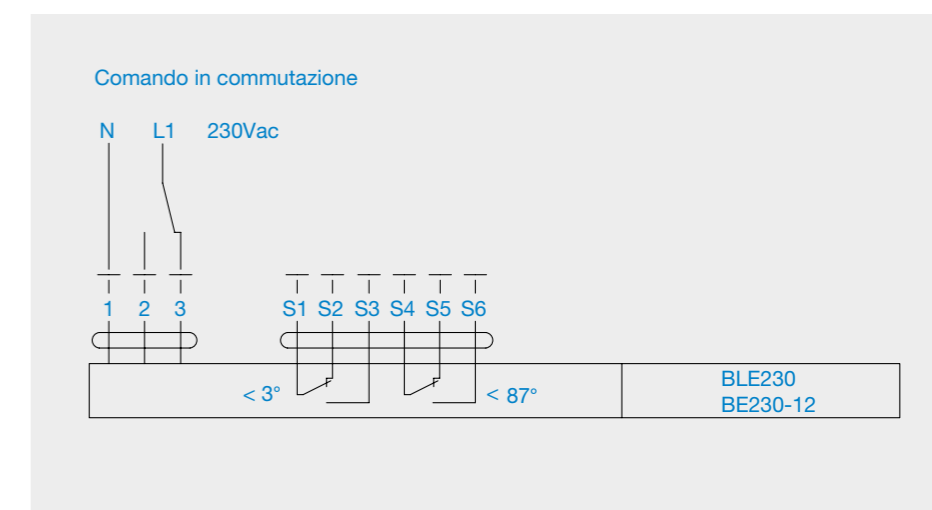 Comando in commutazione
N L1 230Vac
1 2 3 S1 S2 S3 S4 S5 S6
< 3° < 87° BLE230
BE230-12